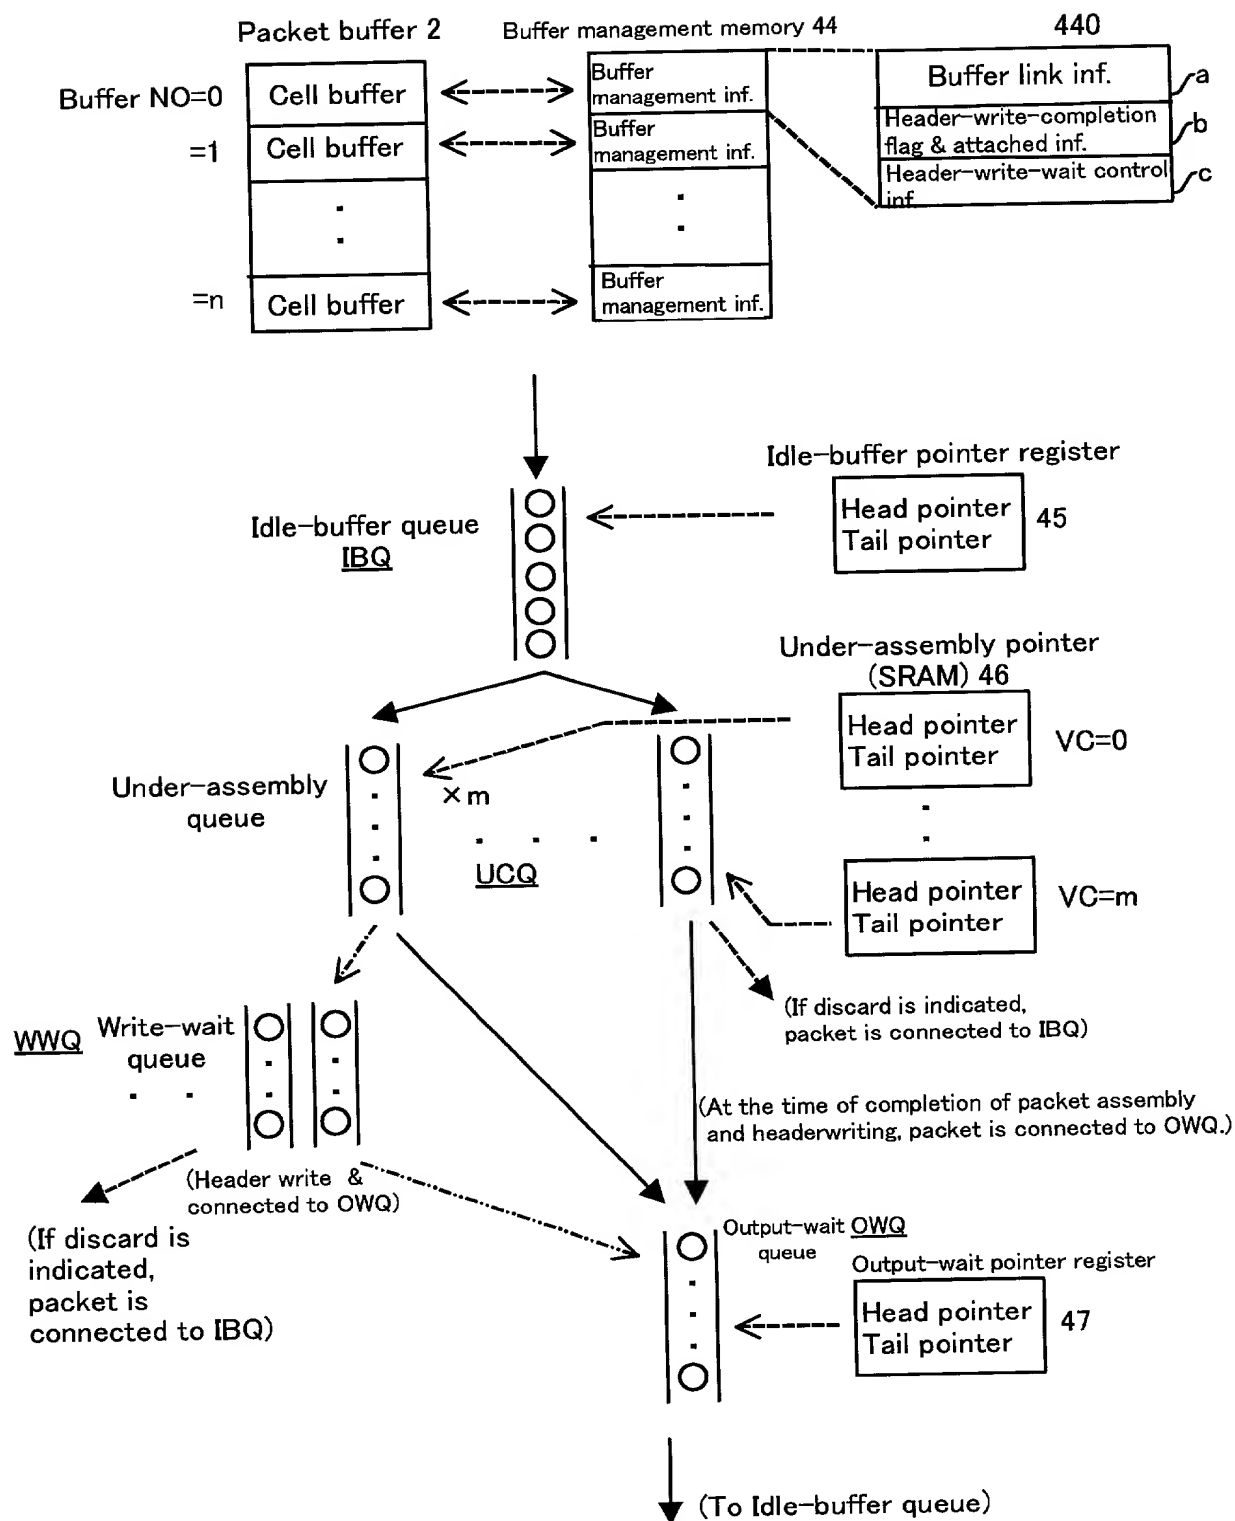 Packet buffer 2
Buffer management memory 44
440
Buffer NO=0
Cell buffer
Buffer
management inf.
Buffer link inf.
a
=1
Cell buffer
Buffer
management inf.
Header-write-completion
flag & attached inf.
b
Header-write-wait control
inf
c
=n
Cell buffer
Buffer
management inf.
Idle-buffer pointer register
Head pointer
Tail pointer
45
Idle-buffer queue
IBQ
Under-assembly pointer
(SRAM) 46
Head pointer
Tail pointer
VC=0
Under-assembly
queue
×m
UCQ
Head pointer
Tail pointer
VC=m
(If discard is indicated,
packet is connected to IBQ)
WWQ
Write-wait
queue
(At the time of completion of packet assembly
and headerwriting, packet is connected to OWQ.)
(Header write &
connected to OWQ)
(If discard is
indicated,
packet is
connected to IBQ)
Output-wait OWQ
queue
Output-wait pointer register
Head pointer
Tail pointer
47
(To Idle-buffer queue)